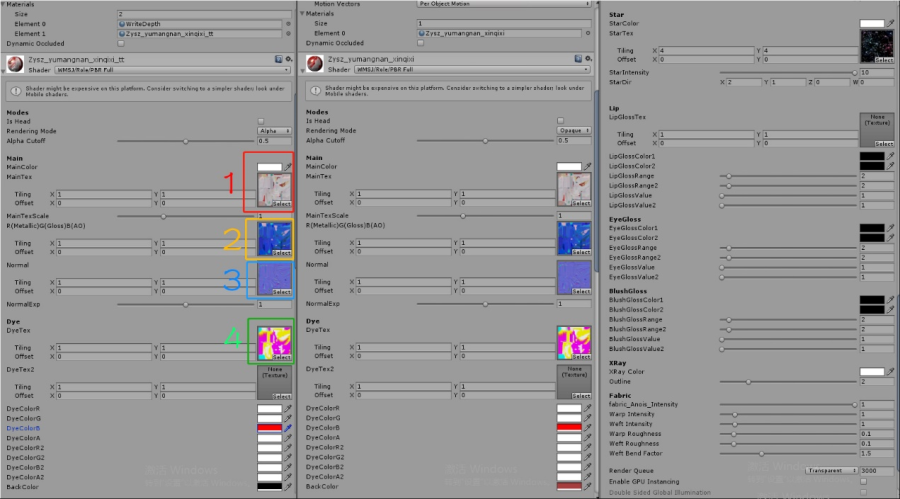 Materials
Size 2
Element 0 WriteDepth
Element 1 Zysz_yumangnan_xinqixi_tt
Dynamic Occluded
Zysz_yumangnan_xinqixi_tt
Shader WMSJ/Role/PBR Full
Shader might be expensive on this platform. Consider switching to a simpler shader; look under
Mobile shaders.
Nodes
Is Head
Rendering Mode Alpha
Alpha Cutoff 0.5
Main
MainColor
MainTex
1
Tiling X 1 Y 1
Offset X 0 Y 0
Select
MainTexScale 1
R(Metallic)G(Gloss)B(AO)
2
Tiling X 1 Y 1
Offset X 0 Y 0
Select
Normal
3
Tiling X 1 Y 1
Offset X 0 Y 0
Select
NormalExp 1
Dye
DyeTex
4
Tiling X 1 Y 1
Offset X 0 Y 0
Select
DyeTex2
None
(Texture)
Tiling X 1 Y 1
Offset X 0 Y 0
Select
DyeColorR
DyeColorG
DyeColorB
DyeColorA
DyeColorR2
DyeColorG2
DyeColorB2
DyeColorA2
BackColor
Motion Vectors Per Object Motion
Materials
Size 1
Element 0 Zysz_yumangnan_xinqixi
Dynamic Occluded
Zysz_yumangnan_xinqixi
Shader WMSJ/Role/PBR Full
Shader might be expensive on this platform. Consider switching to a simpler shader; look under
Mobile shaders.
Nodes
Is Head
Rendering Mode Opaque
Alpha Cutoff 0.5
Main
MainColor
MainTex
Tiling X 1 Y 1
Offset X 0 Y 0
Select
MainTexScale 1
R(Metallic)G(Gloss)B(AO)
Tiling X 1 Y 1
Offset X 0 Y 0
Select
Normal
Tiling X 1 Y 1
Offset X 0 Y 0
Select
NormalExp 1
Dye
DyeTex
Tiling X 1 Y 1
Offset X 0 Y 0
Select
DyeTex2
None
(Texture)
Tiling X 1 Y 1
Offset X 0 Y 0
Select
DyeColorR
DyeColorG
DyeColorB
DyeColorA
DyeColorR2
DyeColorG2
DyeColorB2
DyeColorA2
BackColor
Star
StarColor
StarTex
Tiling X 4 Y 4
Offset X 0 Y 0
Select
StarIntensity 10
StarDir X 2 Y 1 Z 0 W 0
Lip
LipGlossTex
None
(Texture)
Tiling X 1 Y 1
Offset X 0 Y 0
Select
LipGlossColor1
LipGlossColor2
LipGlossRange 2
LipGlossRange2 2
LipGlossValue 0
LipGlossValue2 0
EyeGloss
EyeGlossColor1
EyeGlossColor2
EyeGlossRange 2
EyeGlossRange2 2
EyeGlossValue 0
EyeGlossValue2 0
BlushGloss
BlushGlossColor1
BlushGlossColor2
BlushGlossRange 2
BlushGlossRange2 2
BlushGlossValue 0
BlushGlossValue2 0
XRay
XRay Color
Outline 2
Fabric
fabric_Anois_Intensity 1
Warp Intensity 1
Weft Intensity 1
Warp Roughness 0.1
Weft Roughness 0.1
Weft Bend Factor 1.5
Render Queue Transparent 3000
Enable GPU Instancing
Double Sided Global Illumination